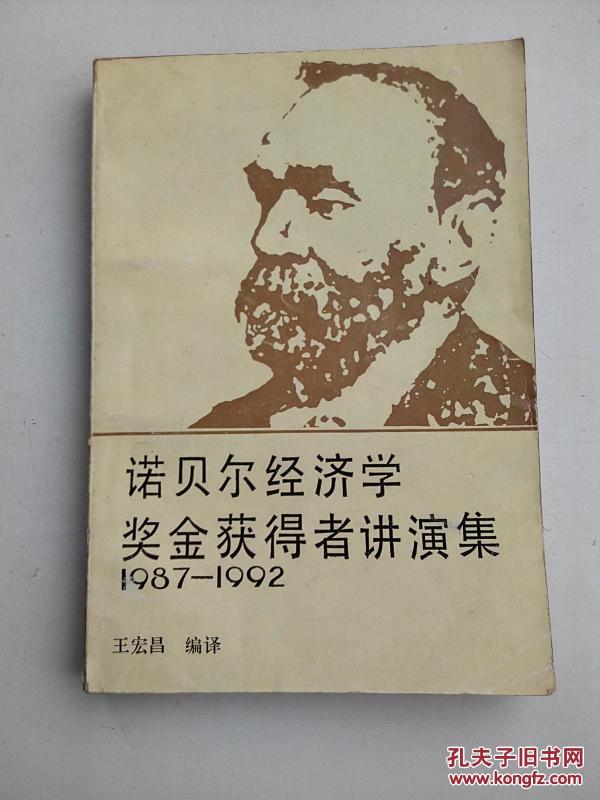 诺贝尔经济学
奖金获得者讲演集
1987—1992
王宏昌 编译
孔夫子旧书网
www.kongfz.com